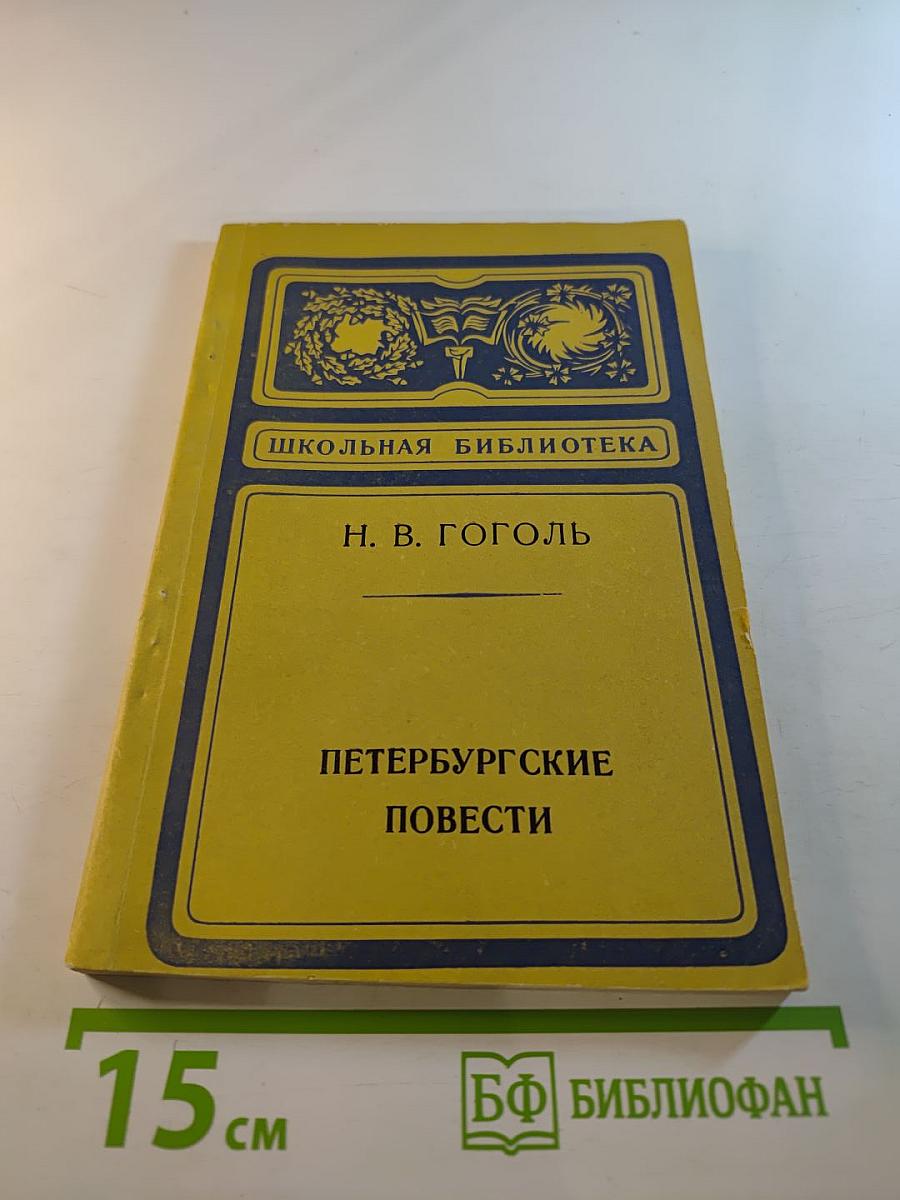 ШКОЛЬНАЯ БИБЛИОТЕКА
Н. В. ГОГОЛЬ
ПЕТЕРБУРГСКИЕ
ПОВЕСТИ
15 см
БФ БИБЛИОФАН